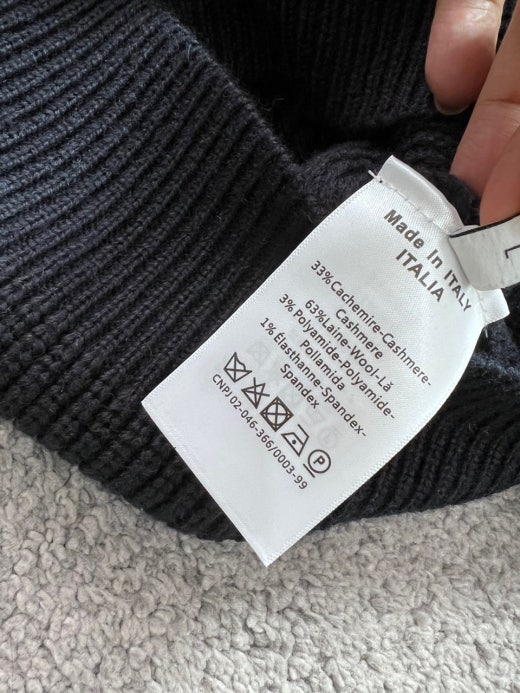 Made In ITALY
ITALIA
33%Cachemire-Cashmere-
Cashmere
63%Laine-Wool-Lă
3%Polyamide-Polyamide-
Poliamida
1%Élasthanne-Spandex-
Spandex
P
CNPJ 02-046-366/0003-99